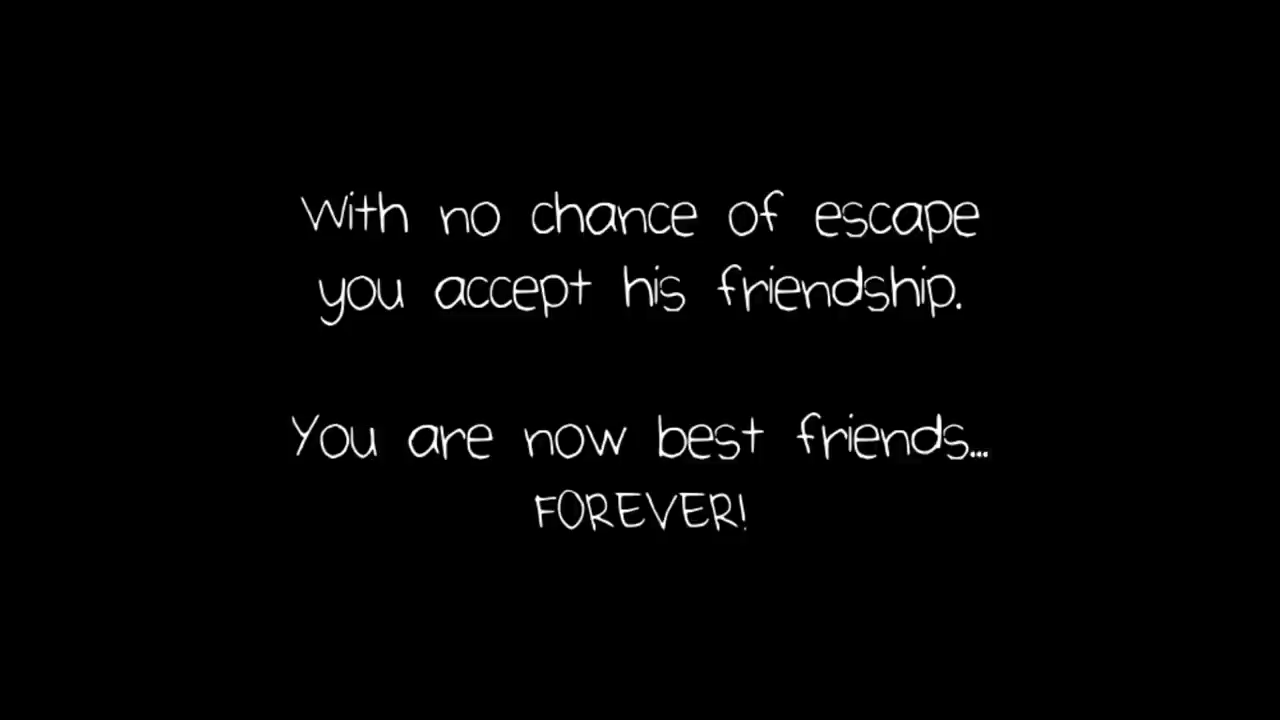 With no chance of escape
you accept his friendship.
You are now best friends...
FOREVER!